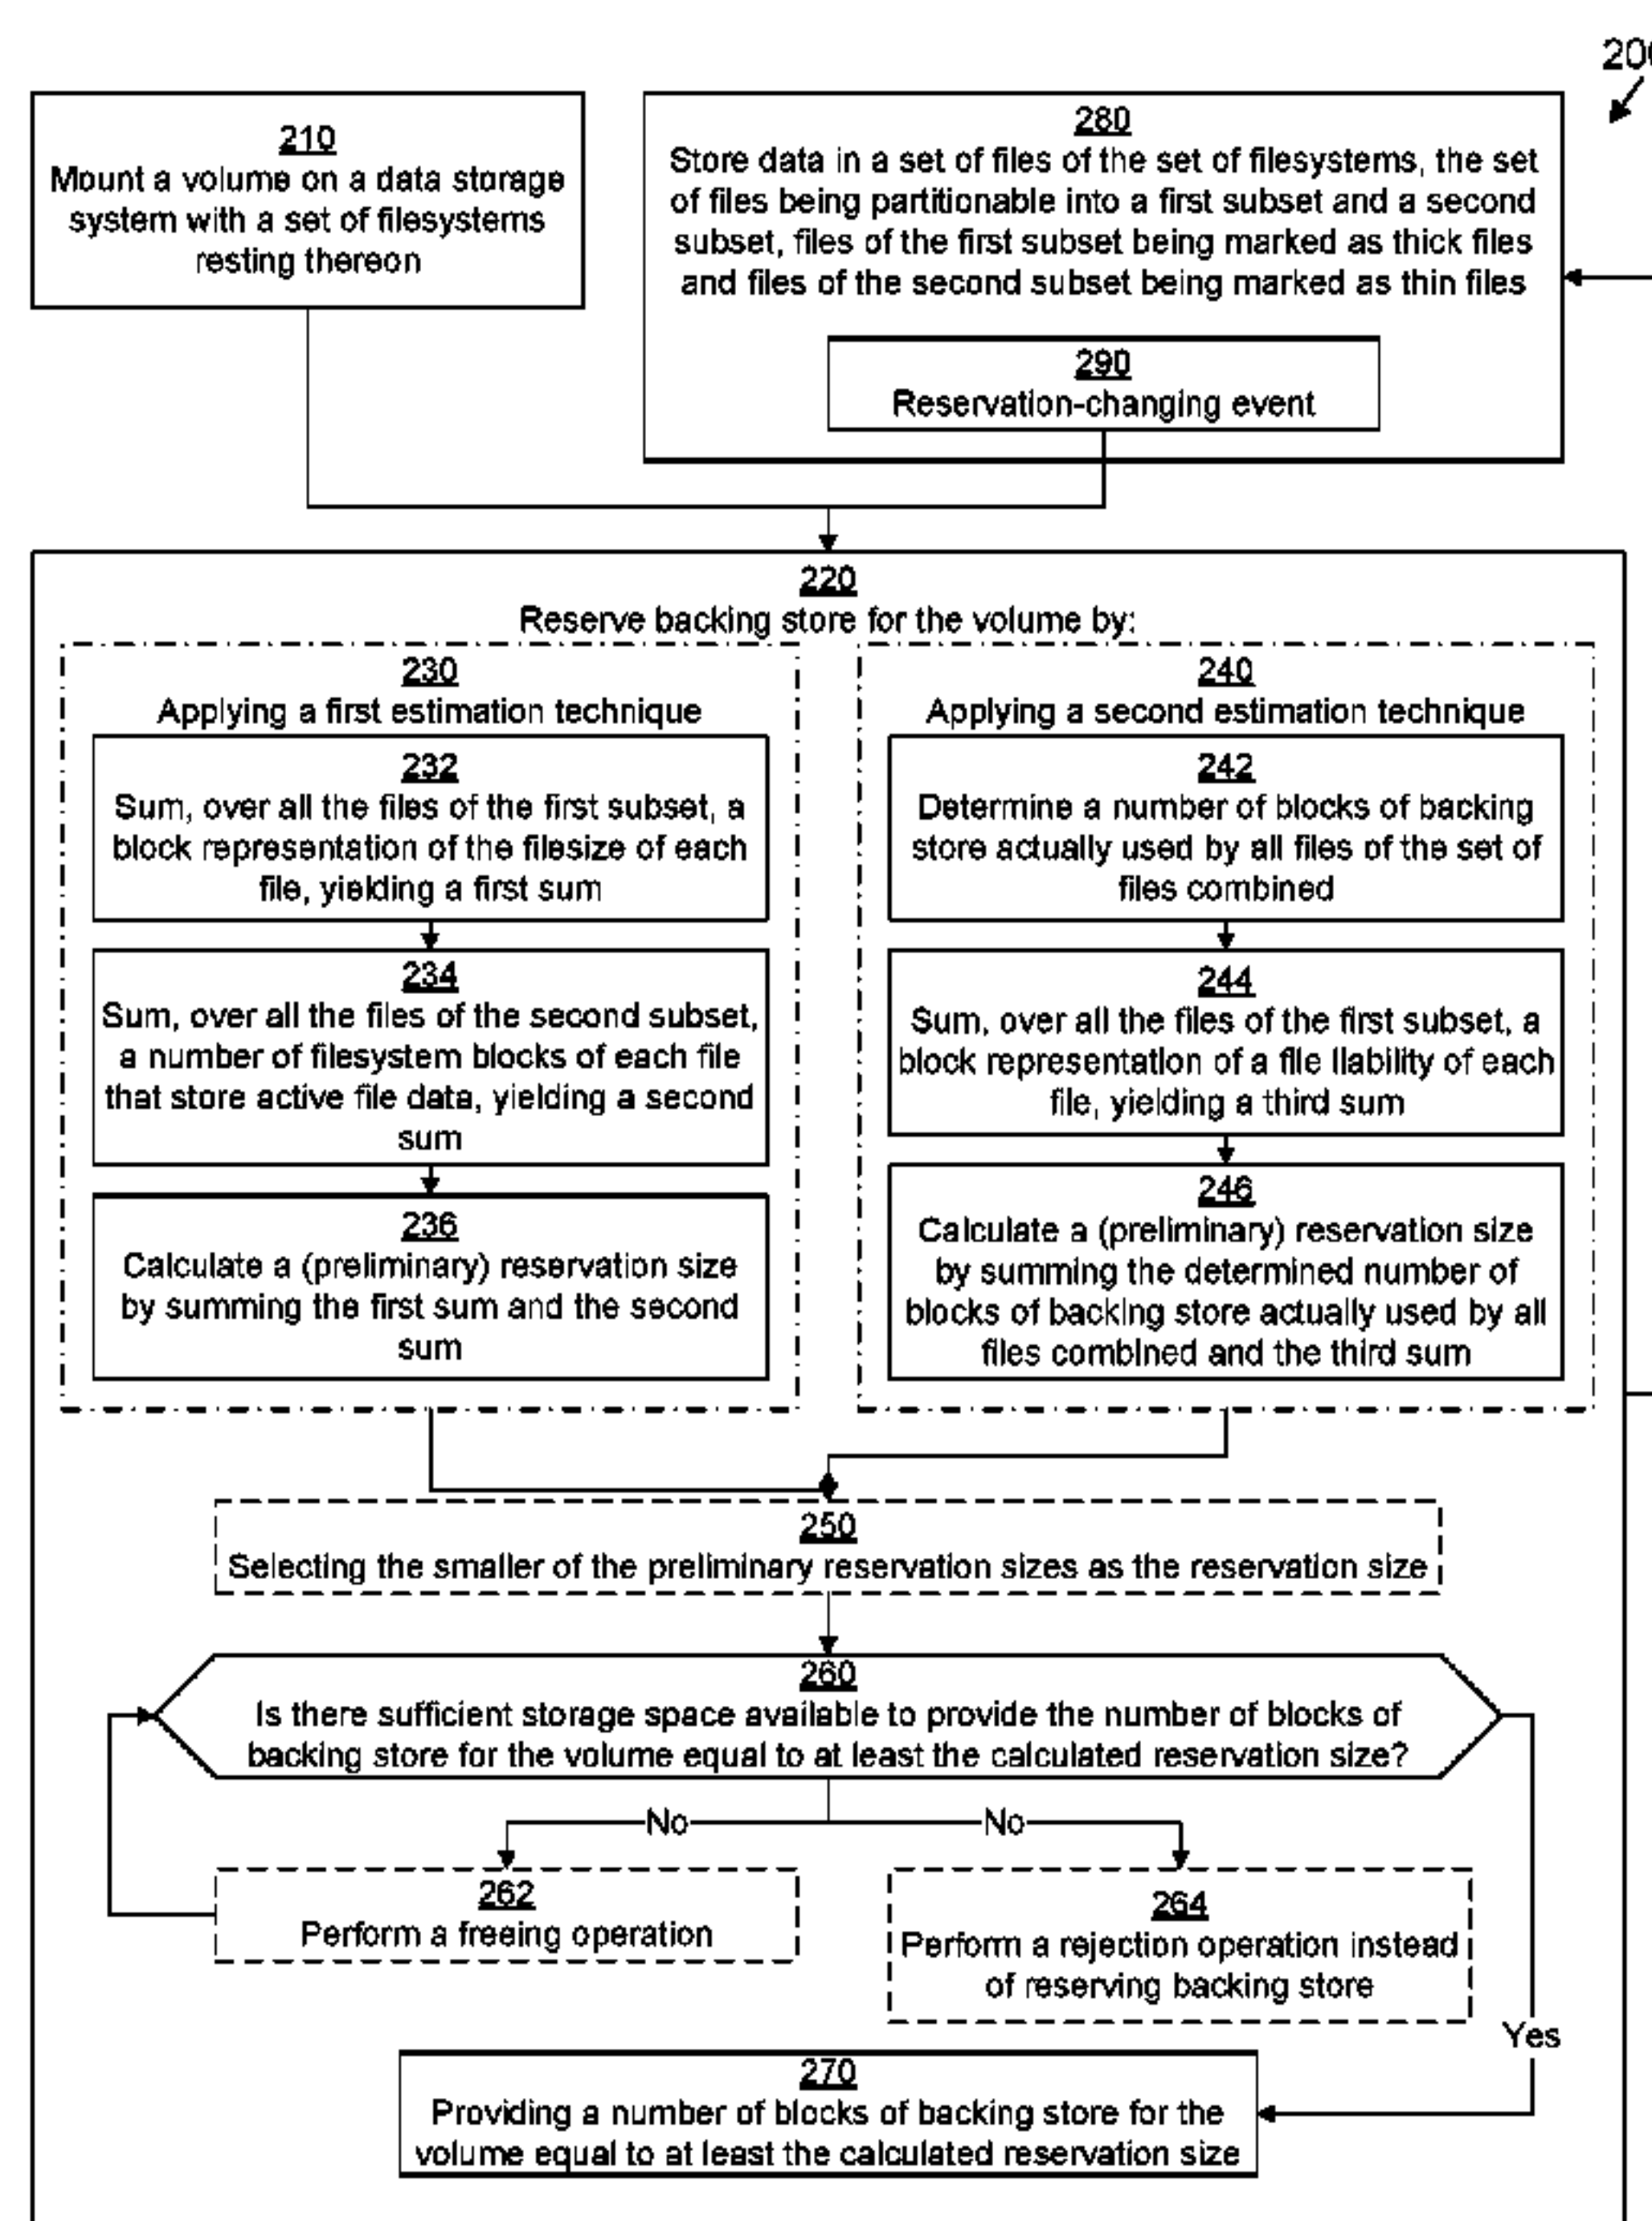 200
210
Mount a volume on a data storage
system with a set of filesystems
resting thereon
280
Store data in a set of files of the set of filesystems, the set
of files being partitionable into a first subset and a second
subset, files of the first subset being marked as thick files
and files of the second subset being marked as thin files
290
Reservation-changing event
220
Reserve backing store for the volume by:
230
Applying a first estimation technique
232
Sum, over all the files of the first subset, a
block representation of the filesize of each
file, yielding a first sum
234
Sum, over all the files of the second subset,
a number of filesystem blocks of each file
that store active file data, yielding a second
sum
236
Calculate a (preliminary) reservation size
by summing the first sum and the second
sum
240
Applying a second estimation technique
242
Determine a number of blocks of backing
store actually used by all files of the set of
files combined
244
Sum, over all the files of the first subset, a
block representation of a file liability of each
file, yielding a third sum
246
Calculate a (preliminary) reservation size
by summing the determined number of
blocks of backing store actually used by all
files combined and the third sum
250
Selecting the smaller of the preliminary reservation sizes as the reservation size
260
Is there sufficient storage space available to provide the number of blocks of
backing store for the volume equal to at least the calculated reservation size?
No
No
262
Perform a freeing operation
264
Perform a rejection operation instead
of reserving backing store
Yes
270
Providing a number of blocks of backing store for the
volume equal to at least the calculated reservation size